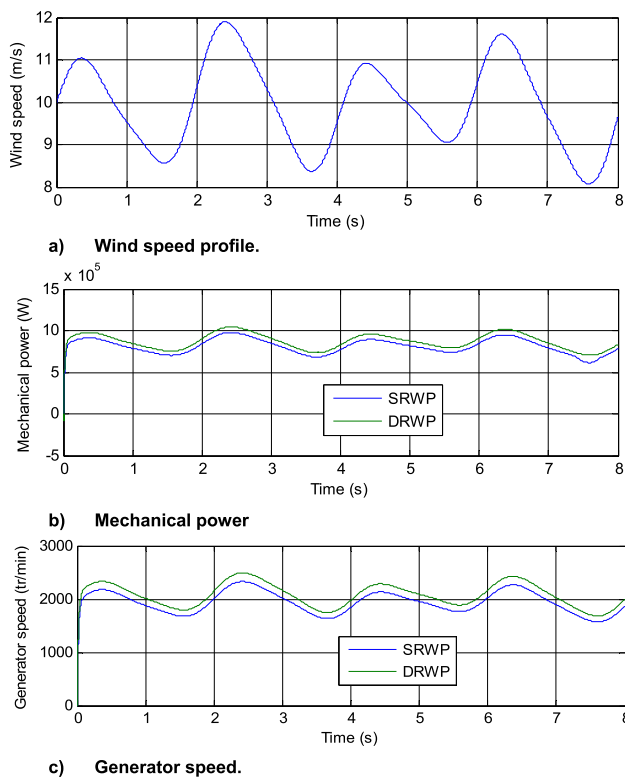 12
11
10
9
8
Wind speed (m/s)
0 1 2 3 4 5 6 7 8
Time (s)
a) Wind speed profile.
x 10⁵
15
10
5
0
-5
Mechanical power (W)
SRWP
DRWP
0 1 2 3 4 5 6 7 8
Time (s)
b) Mechanical power
3000
2000
1000
0
Generator speed (tr/min)
SRWP
DRWP
0 1 2 3 4 5 6 7 8
Time (s)
c) Generator speed.